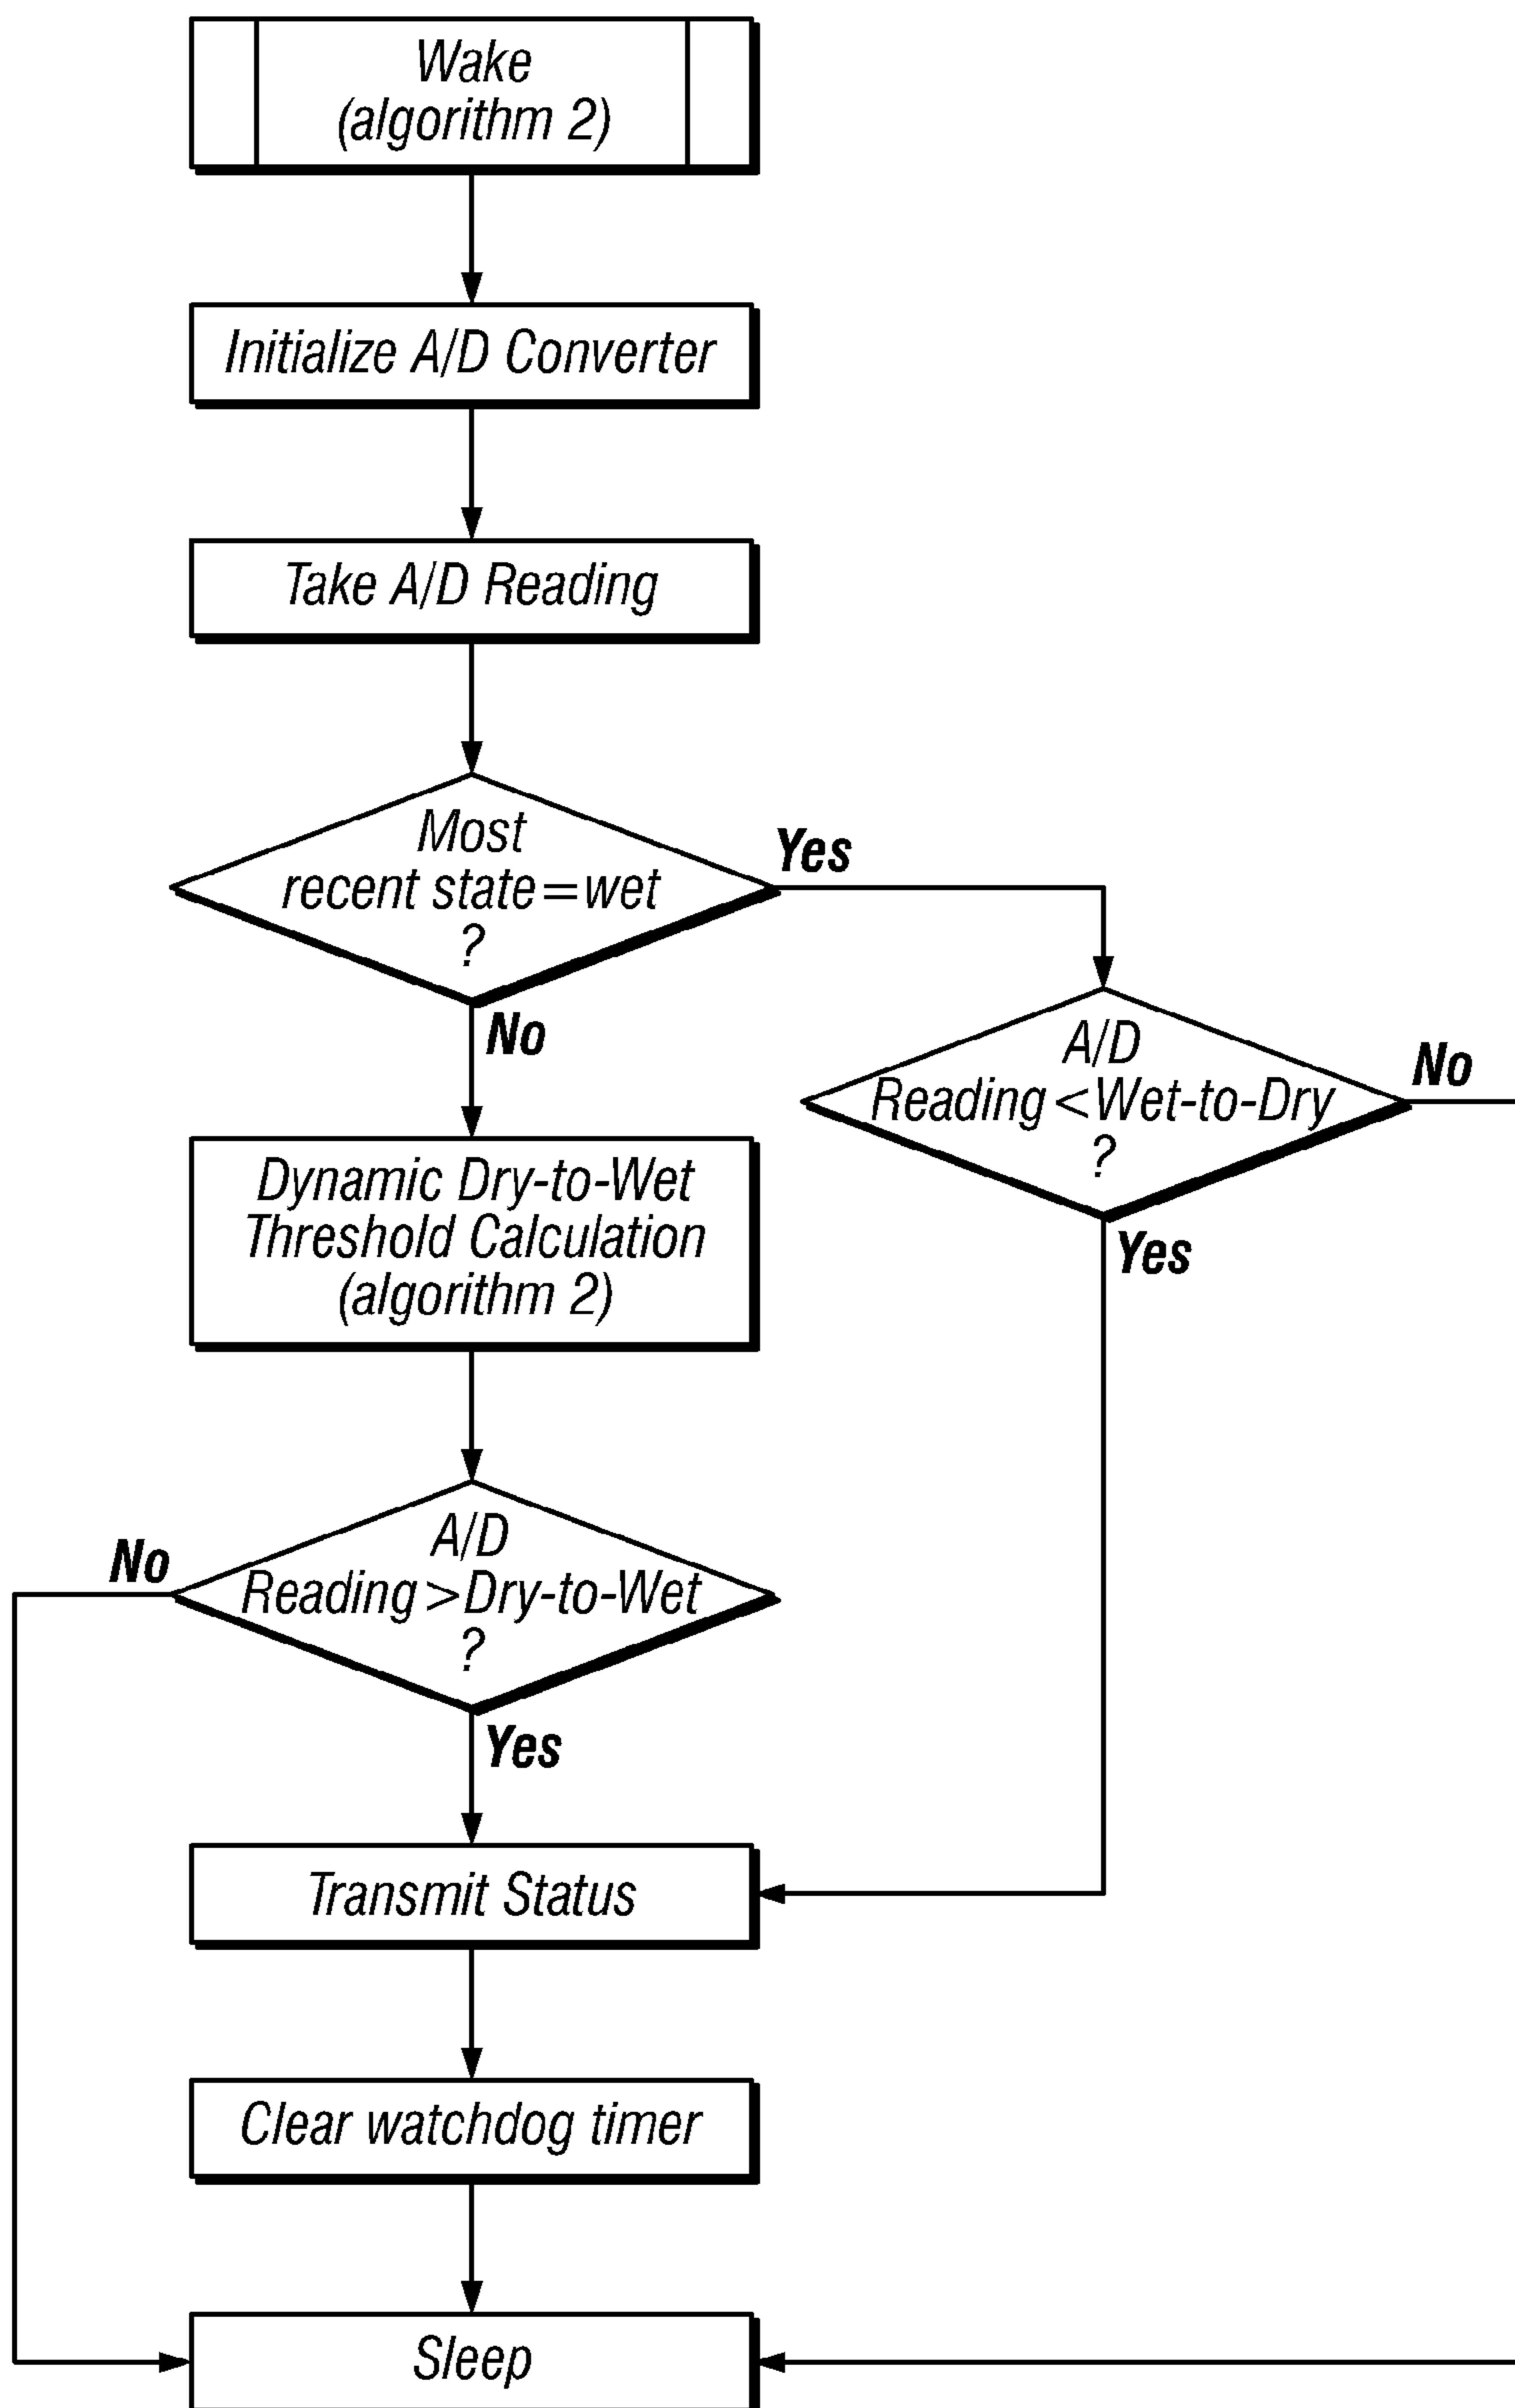 Wake
(algorithm 2)
Initialize A/D Converter
Take A/D Reading
Most
recent state=wet
?
Yes
No
A/D
Reading<Wet-to-Dry
?
No
Yes
Dynamic Dry-to-Wet
Threshold Calculation
(algorithm 2)
A/D
Reading>Dry-to-Wet
?
No
Yes
Transmit Status
Clear watchdog timer
Sleep